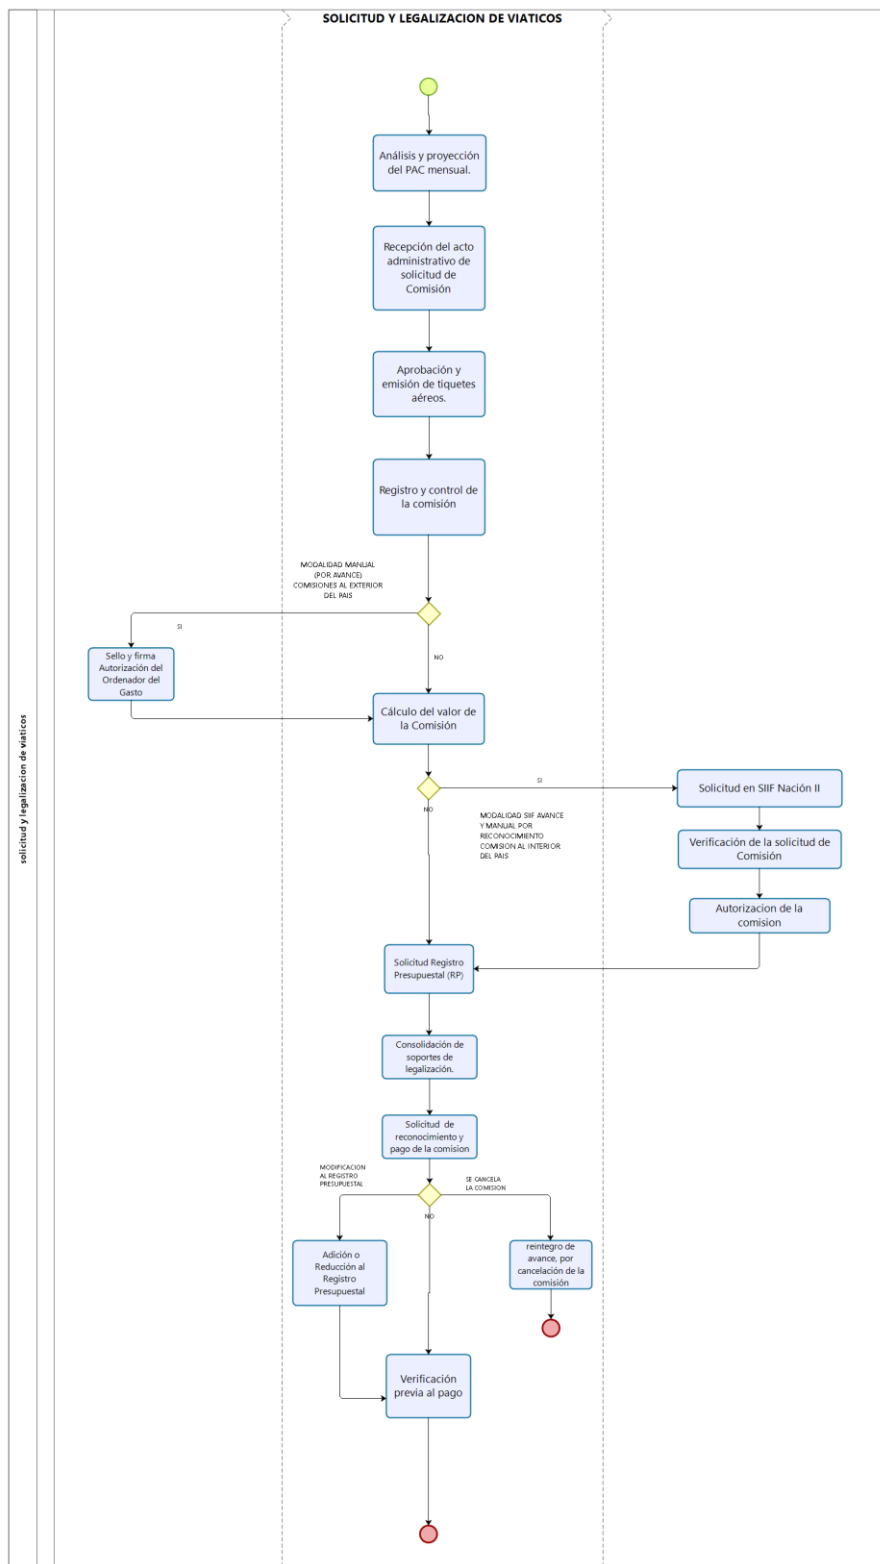 SOLICITUD Y LEGALIZACION DE VIATICOS
solicitud y legalizacion de viaticos
Análisis y proyección
del PAC mensual.
Recepción del acto
administrativo de
solicitud de
Comisión
Aprobación y
emisión de tiquetes
aéreos.
Registro y control de
la comisión
MODALIDAD MANUAL
(POR AVANCE)
COMISIONES AL EXTERIOR
DEL PAIS
SI
NO
Sello y firma
Autorización del
Ordenador del
Gasto
Cálculo del valor de
la Comisión
SI
NO
MODALIDAD SIIF AVANCE
Y MANUAL POR
RECONOCIMIENTO
COMISION AL INTERIOR
DEL PAIS
Solicitud en SIIF Nación II
Verificación de la solicitud de
Comisión
Autorizacion de la
comision
Solicitud Registro
Presupuestal (RP)
Consolidación de
soportes de
legalización.
Solicitud de
reconocimiento y
pago de la comision
MODIFICACION
AL REGISTRO
PRESUPUESTAL
SE CANCELA
LA COMISION
NO
Adición o
Reducción al
Registro
Presupuestal
reintegro de
avance, por
cancelación de la
comisión
Verificación
previa al pago